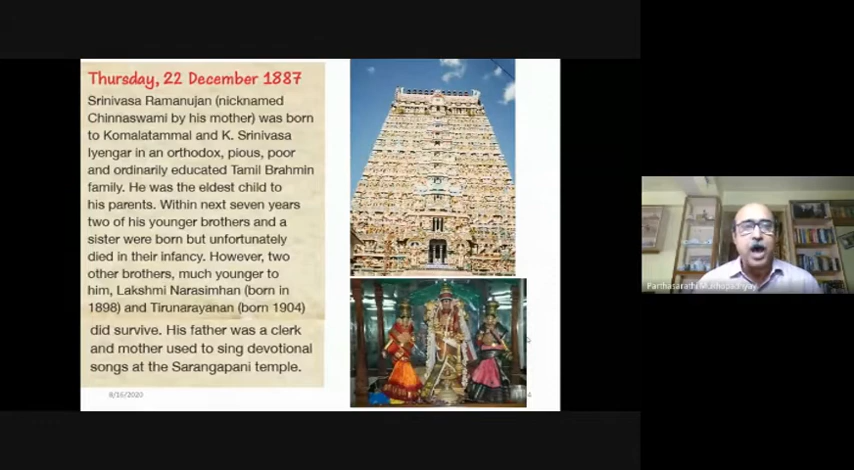 Thursday, 22 December 1887
Srinivasa Ramanujan (nicknamed
Chinnaswami by his mother) was born
to Komalatammal and K. Srinivasa
Iyengar in an orthodox, pious, poor
and ordinarily educated Tamil Brahmin
family. He was the eldest child to
his parents. Within next seven years
two of his younger brothers and a
sister were born but unfortunately
died in their infancy. However, two
other brothers, much younger to
him, Lakshmi Narasimhan (born in
1898) and Tirunarayanan (born 1904)
did survive. His father was a clerk
and mother used to sing devotional
songs at the Sarangapani temple.
8/16/2020
4
Parthasarathi Mukhopadhyay